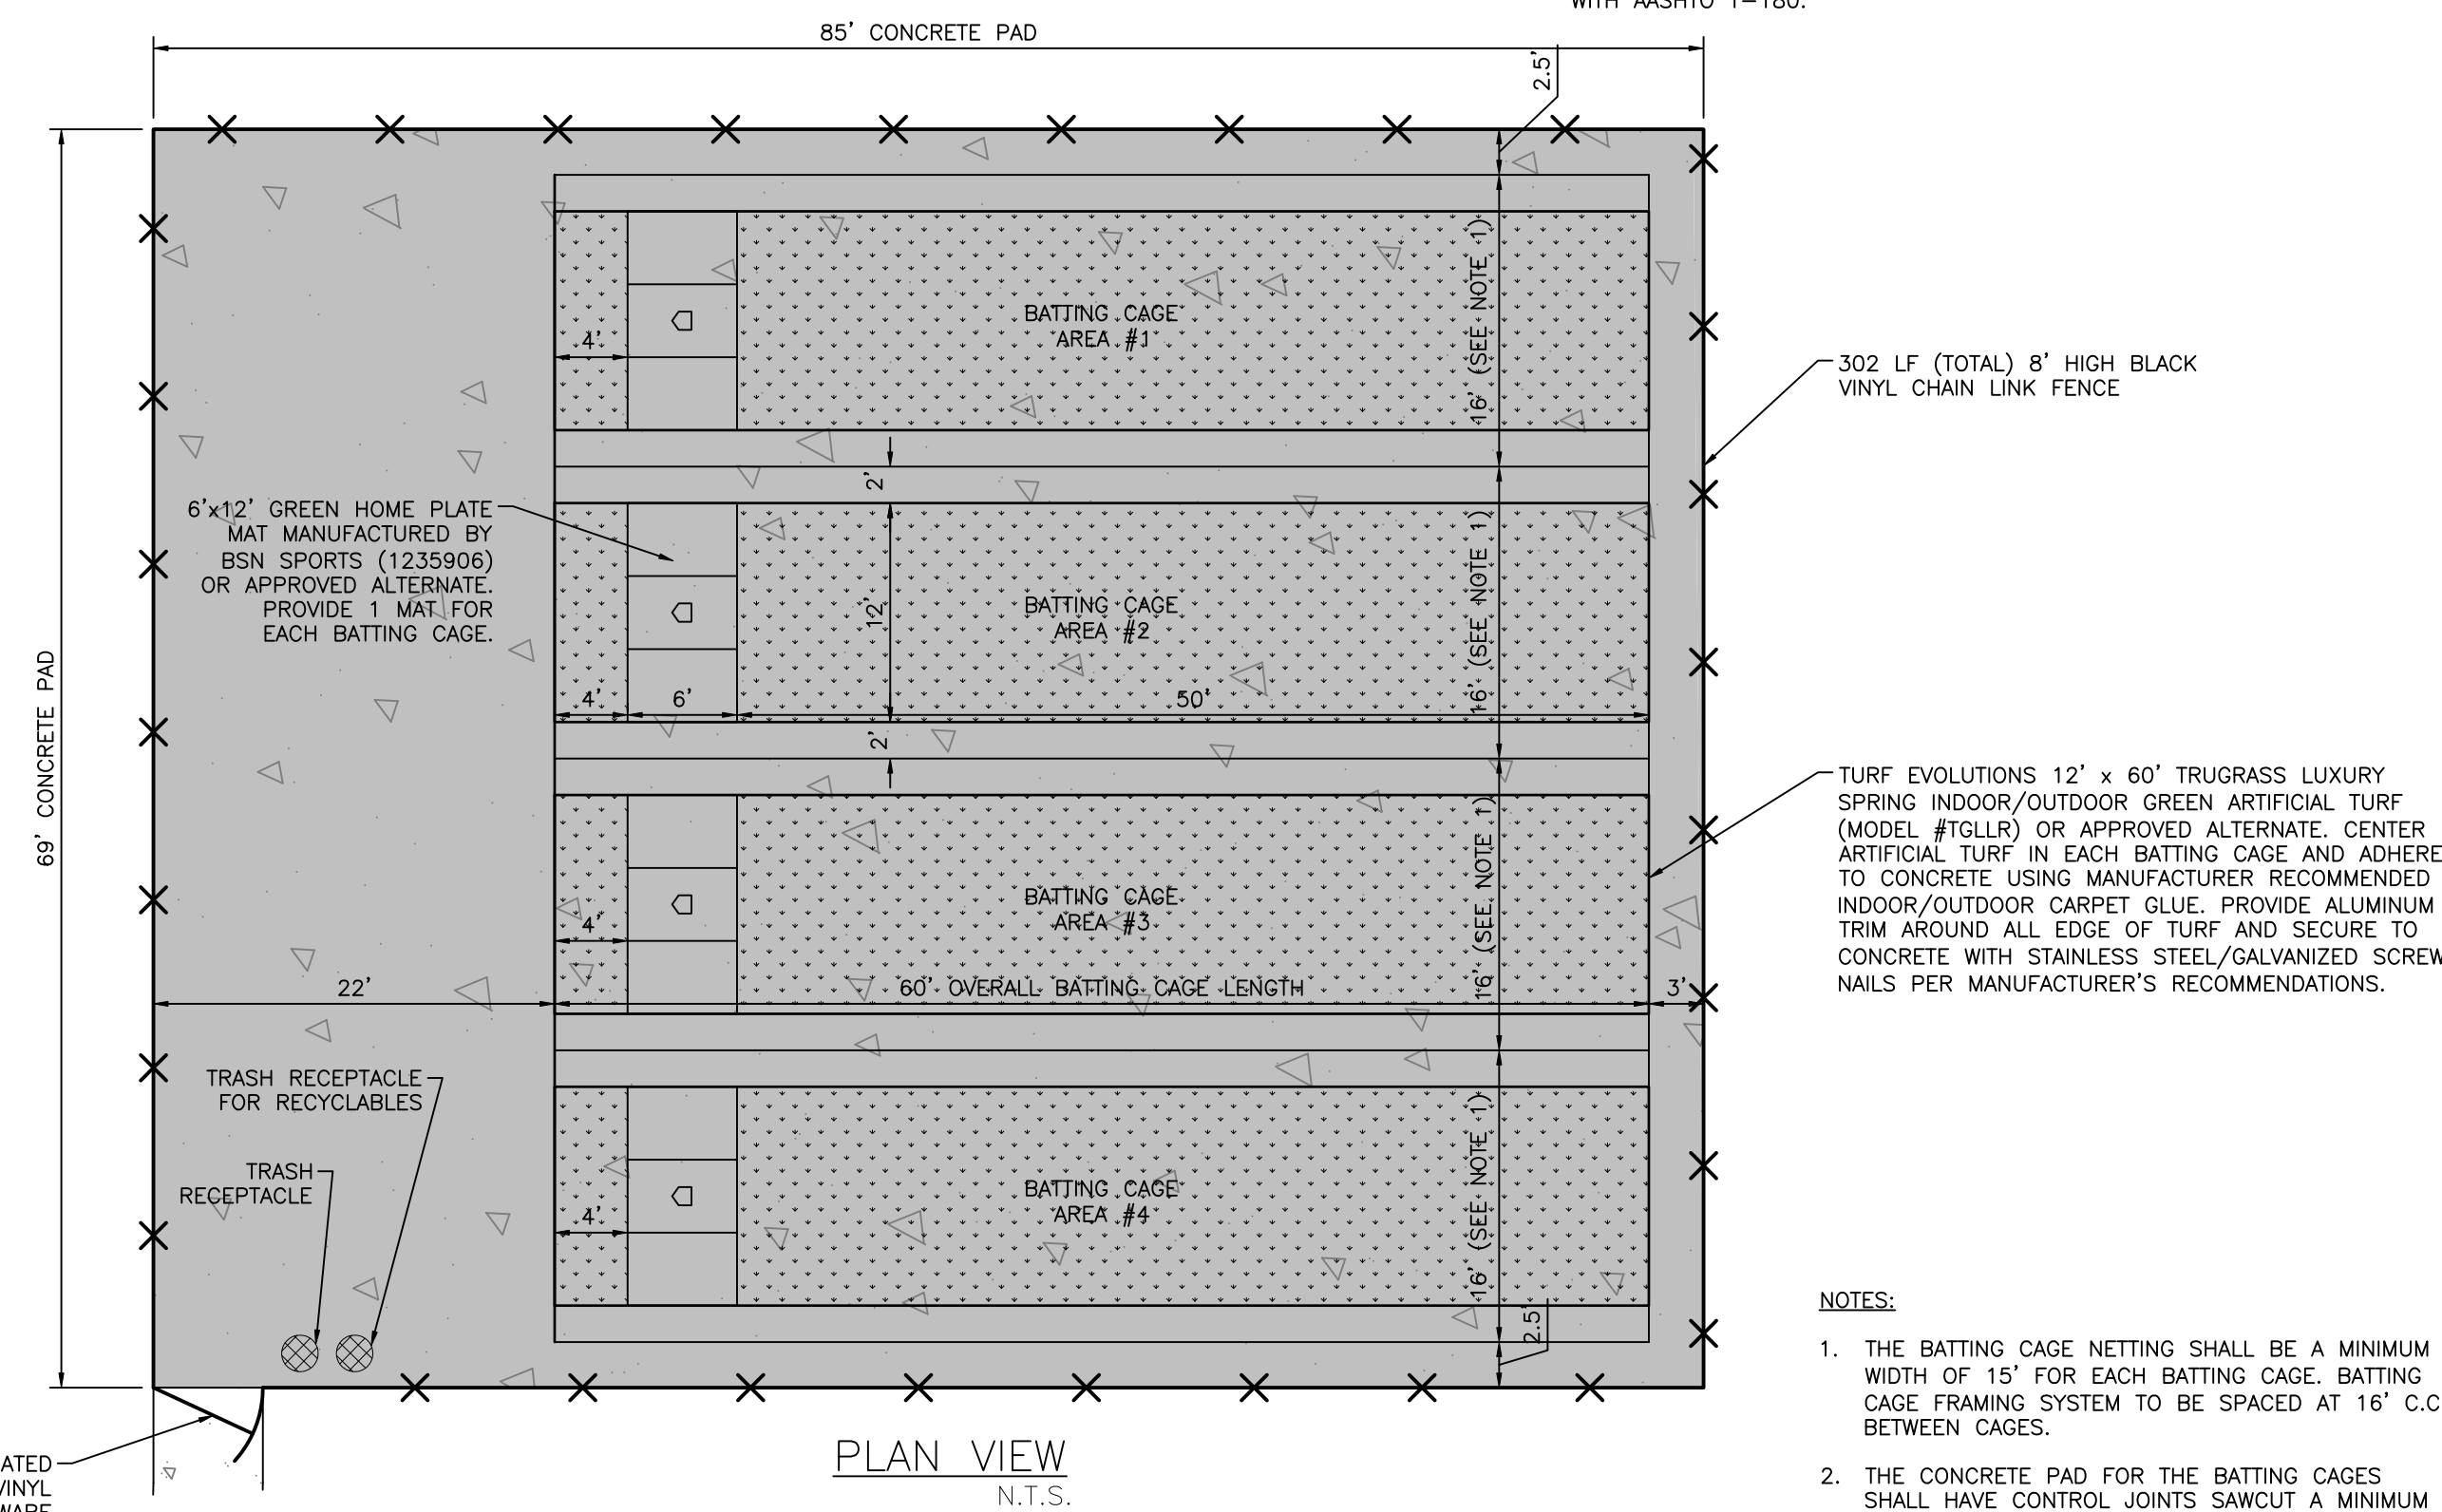 WITH AASHTO T-180.
85' CONCRETE PAD
2.5'
69' CONCRETE PAD
BATTING CAGE
AREA #1
4'
16' (SEE NOTE 1)
302 LF (TOTAL) 8' HIGH BLACK
VINYL CHAIN LINK FENCE
2'
6'x12' GREEN HOME PLATE
MAT MANUFACTURED BY
BSN SPORTS (1235906)
OR APPROVED ALTERNATE.
PROVIDE 1 MAT FOR
EACH BATTING CAGE.
12'
BATTING CAGE
AREA #2
16' (SEE NOTE 1)
4'
6'
50'
2'
TURF EVOLUTIONS 12' x 60' TRUGRASS LUXURY
SPRING INDOOR/OUTDOOR GREEN ARTIFICIAL TURF
(MODEL #TGLLR) OR APPROVED ALTERNATE. CENTER
ARTIFICIAL TURF IN EACH BATTING CAGE AND ADHERE
TO CONCRETE USING MANUFACTURER RECOMMENDED
INDOOR/OUTDOOR CARPET GLUE. PROVIDE ALUMINUM
TRIM AROUND ALL EDGE OF TURF AND SECURE TO
CONCRETE WITH STAINLESS STEEL/GALVANIZED SCREW
NAILS PER MANUFACTURER'S RECOMMENDATIONS.
BATTING CAGE
AREA #3
4'
16' (SEE NOTE 1)
22'
60' OVERALL BATTING CAGE LENGTH
3'
TRASH RECEPTACLE
FOR RECYCLABLES
TRASH
RECEPTACLE
BATTING CAGE
AREA #4
4'
16' (SEE NOTE 1)
2.5'
NOTES:
1. THE BATTING CAGE NETTING SHALL BE A MINIMUM
WIDTH OF 15' FOR EACH BATTING CAGE. BATTING
CAGE FRAMING SYSTEM TO BE SPACED AT 16' C.C
BETWEEN CAGES.
2. THE CONCRETE PAD FOR THE BATTING CAGES
SHALL HAVE CONTROL JOINTS SAWCUT A MINIMUM
PLAN VIEW
N.T.S.
VINYL